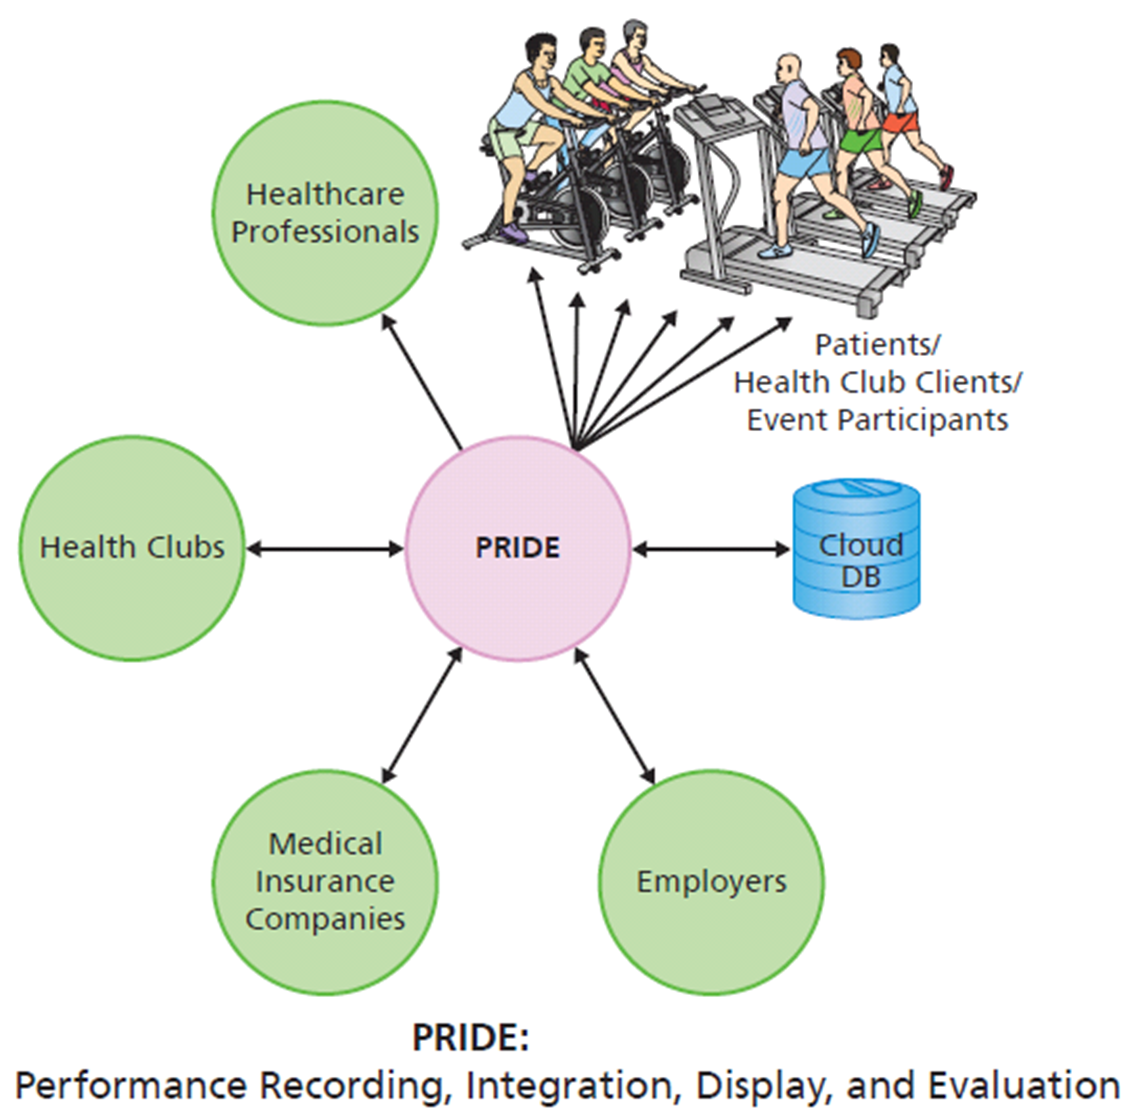 Healthcare
Professionals
Patients/
Health Club Clients/
Event Participants
Health Clubs
PRIDE
Cloud
DB
Medical
Insurance
Companies
Employers
PRIDE:
Performance Recording, Integration, Display, and Evaluation